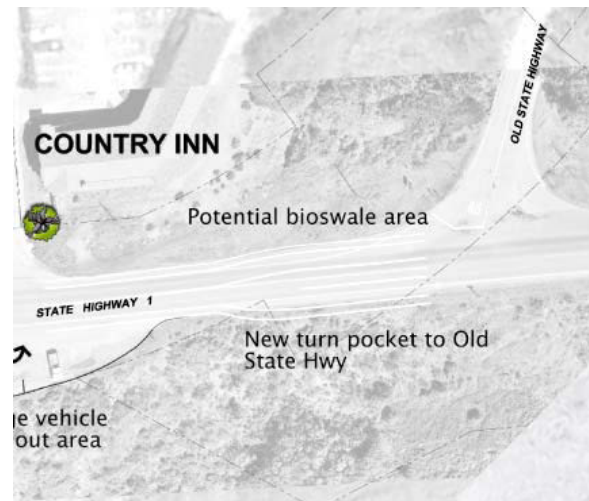 COUNTRY INN
OLD STATE HIGHWAY
Potential bioswale area
STATE HIGHWAY 1
New turn pocket to Old
State Hwy
ge vehicle
out area